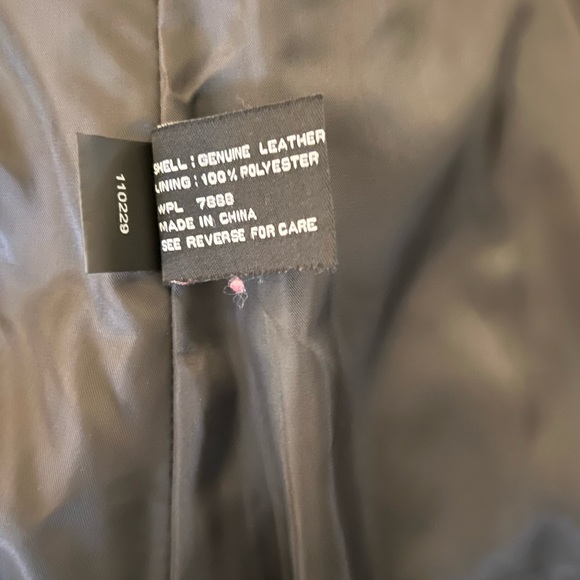 SHELL : GENUINE LEATHER
LINING : 100% POLYESTER
WPL 7888
MADE IN CHINA
SEE REVERSE FOR CARE
110229